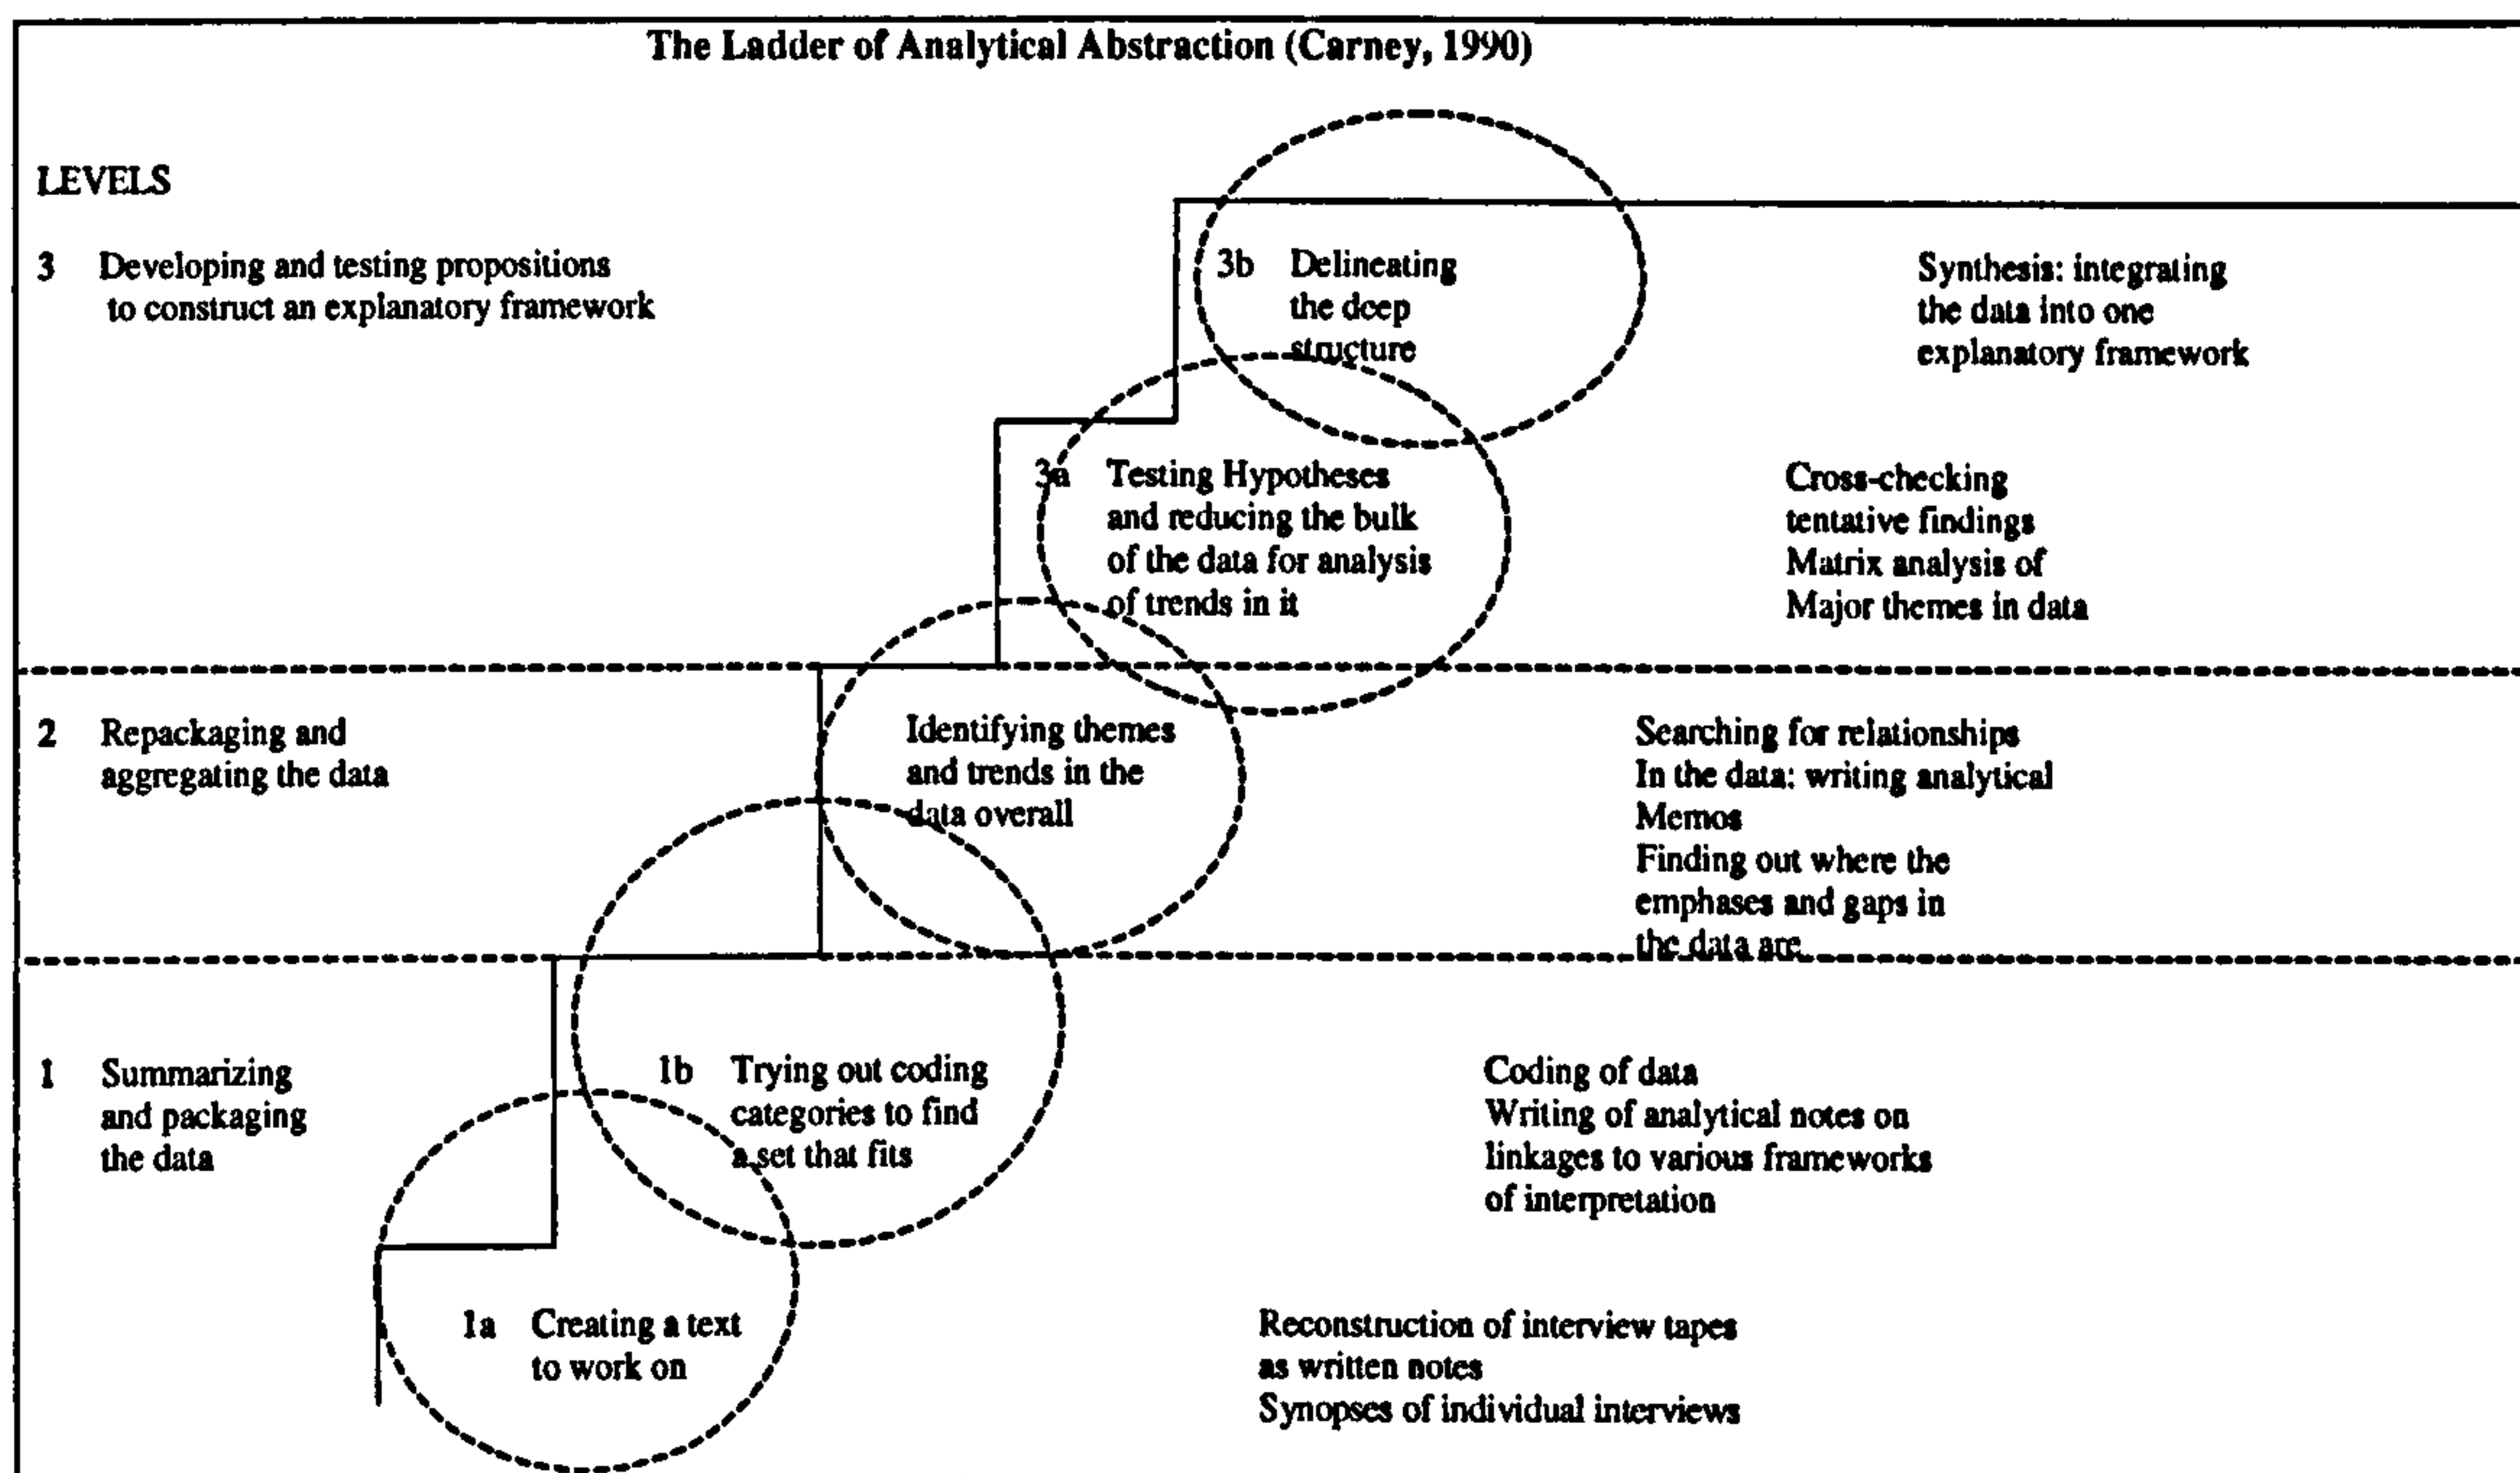 The Ladder of Analytical Abstraction (Carney, 1990)
LEVELS
3 Developing and testing propositions
to construct an explanatory framework
3b Delineating
the deep
structure
Synthesis: integrating
the data into one
explanatory framework
3a Testing Hypotheses
and reducing the bulk
of the data for analysis
of trends in it
Cross-checking
tentative findings
Matrix analysis of
Major themes in data
2 Repackaging and
aggregating the data
Identifying themes
and trends in the
data overall
Searching for relationships
In the data: writing analytical
Memos
Finding out where the
emphases and gaps in
the data are
1 Summarizing
and packaging
the data
1b Trying out coding
categories to find
a set that fits
Coding of data
Writing of analytical notes on
linkages to various frameworks
of interpretation
1a Creating a text
to work on
Reconstruction of interview tapes
as written notes
Synopses of individual interviews